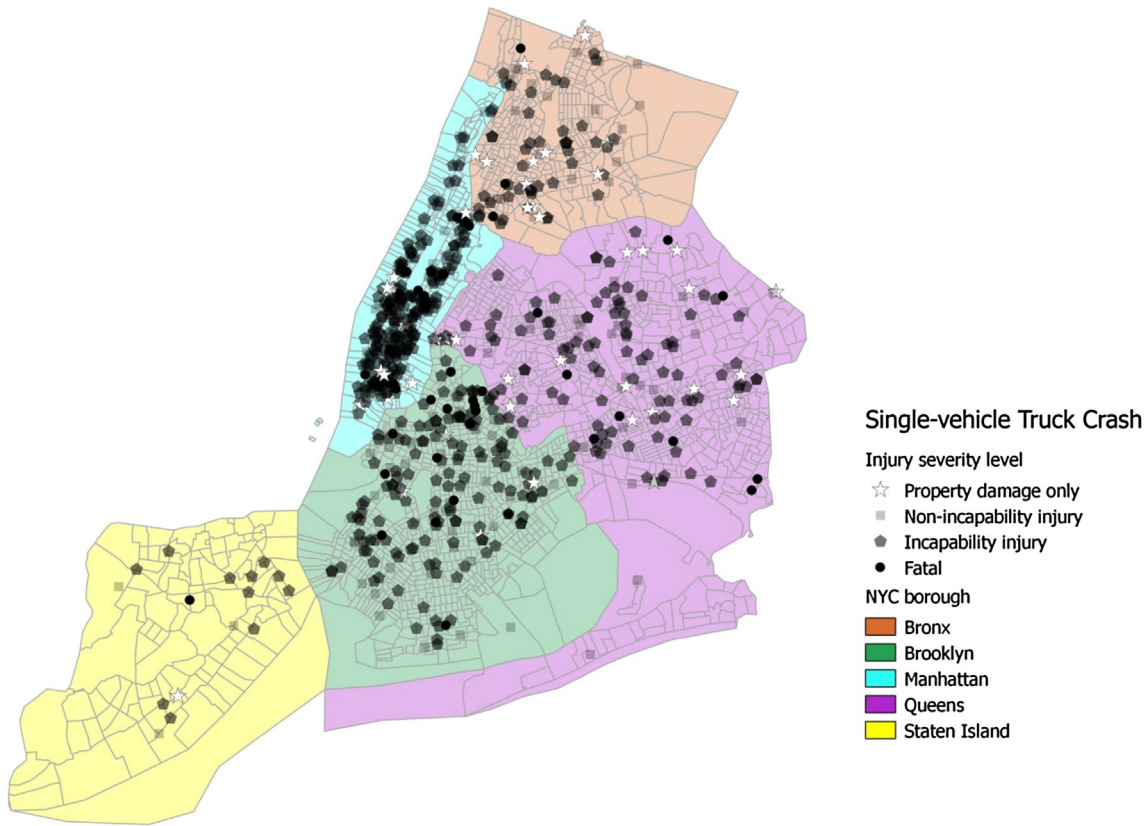 Single-vehicle Truck Crash
Injury severity level
Property damage only
Non-incapability injury
Incapability injury
Fatal
NYC borough
Bronx
Brooklyn
Manhattan
Queens
Staten Island